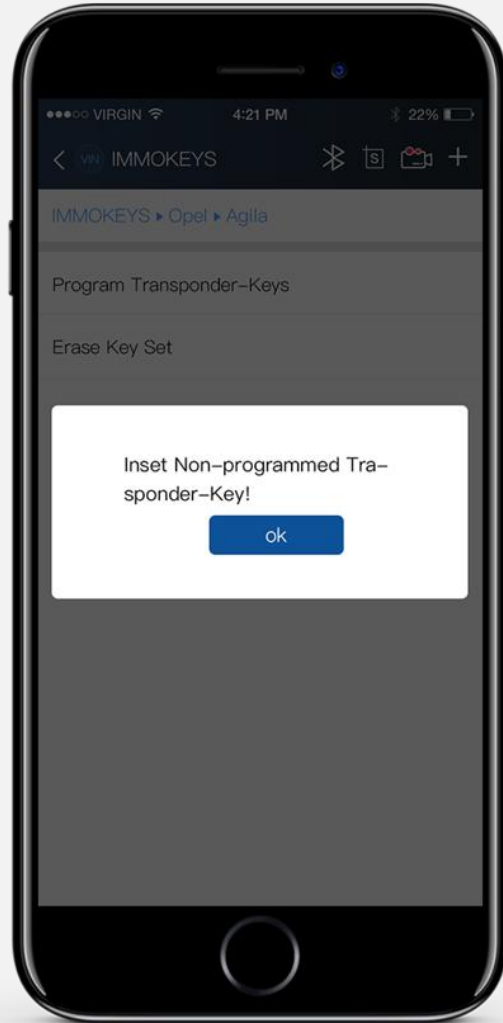 VIRGIN 4:21 PM 22%
VIN IMMOKEYS S
IMMOKEYS ▸ Opel ▸ Agila
Program Transponder-Keys
Erase Key Set
Inset Non-programmed Tra-
sponder-Key!
ok